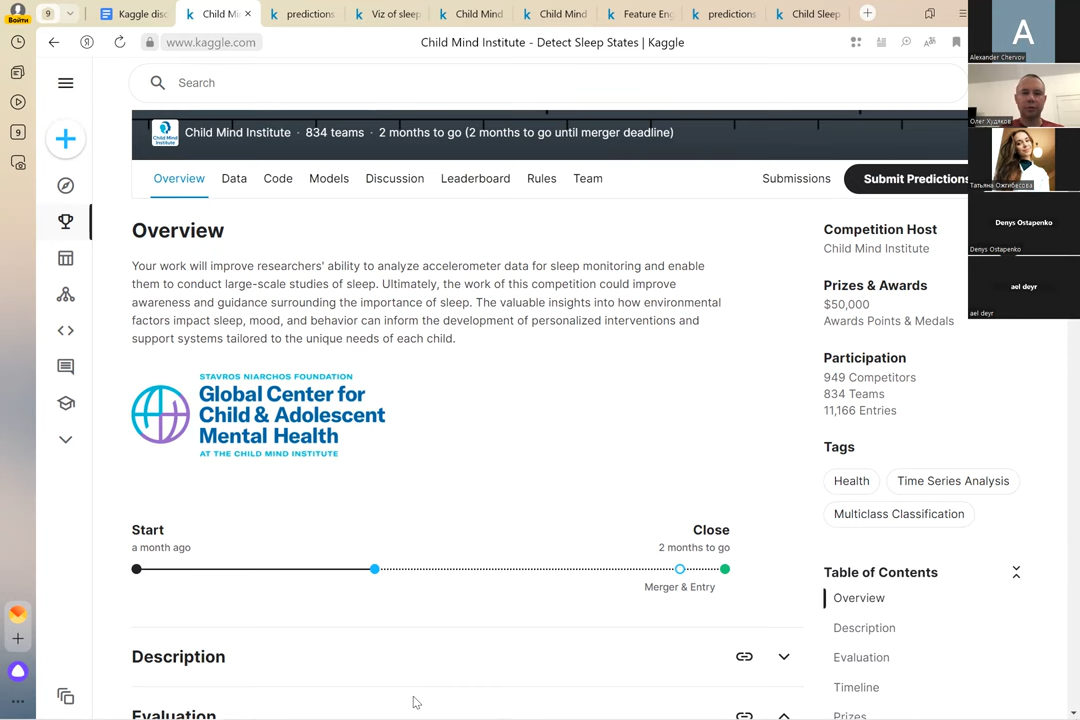 9
Kaggle disc
Child Mi
predictions
Viz of sleep
Child Mind
Child Mind
Feature Eng
predictions
Child Sleep
Войти
www.kaggle.com
Child Mind Institute - Detect Sleep States | Kaggle
Search
Child Mind Institute
Child Mind Institute · 834 teams · 2 months to go (2 months to go until merger deadline)
Overview
Data
Code
Models
Discussion
Leaderboard
Rules
Team
Submissions
Submit Predictions
Overview
Your work will improve researchers' ability to analyze accelerometer data for sleep monitoring and enable
them to conduct large-scale studies of sleep. Ultimately, the work of this competition could improve
awareness and guidance surrounding the importance of sleep. The valuable insights into how environmental
factors impact sleep, mood, and behavior can inform the development of personalized interventions and
support systems tailored to the unique needs of each child.
STAVROS NIARCHOS FOUNDATION
Global Center for
Child & Adolescent
Mental Health
AT THE CHILD MIND INSTITUTE
Start
a month ago
Close
2 months to go
Merger & Entry
Description
Evaluation
Competition Host
Child Mind Institute
Prizes & Awards
$50,000
Awards Points & Medals
Participation
949 Competitors
834 Teams
11,166 Entries
Tags
Health
Time Series Analysis
Multiclass Classification
Table of Contents
Overview
Description
Evaluation
Timeline
Prizes
9
A
Alexander Chervov
Олег Худяков
Татьяна Ожгибесова
Denys Ostapenko
Denys Ostapenko
ael deyr
ael deyr